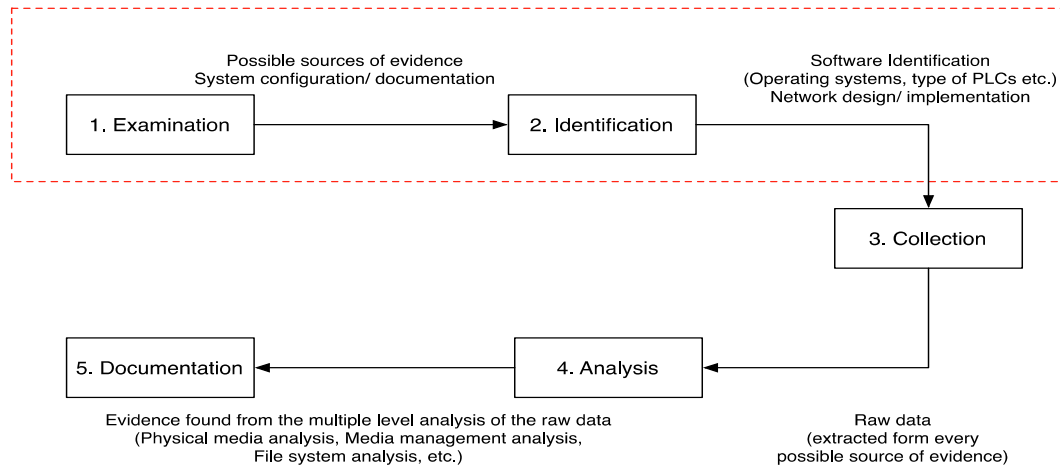 Possible sources of evidence
System configuration/ documentation
Software Identification
(Operating systems, type of PLCs etc.)
Network design/ implementation
1. Examination
2. Identification
3. Collection
5. Documentation
4. Analysis
Evidence found from the multiple level analysis of the raw data
(Physical media analysis, Media management analysis,
File system analysis, etc.)
Raw data
(extracted form every
possible source of evidence)